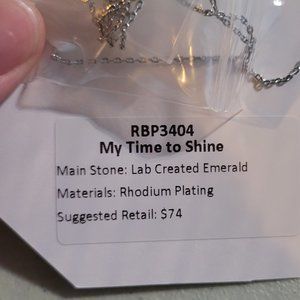 RBP3404
My Time to Shine
Main Stone: Lab Created Emerald
Materials: Rhodium Plating
Suggested Retail: $74